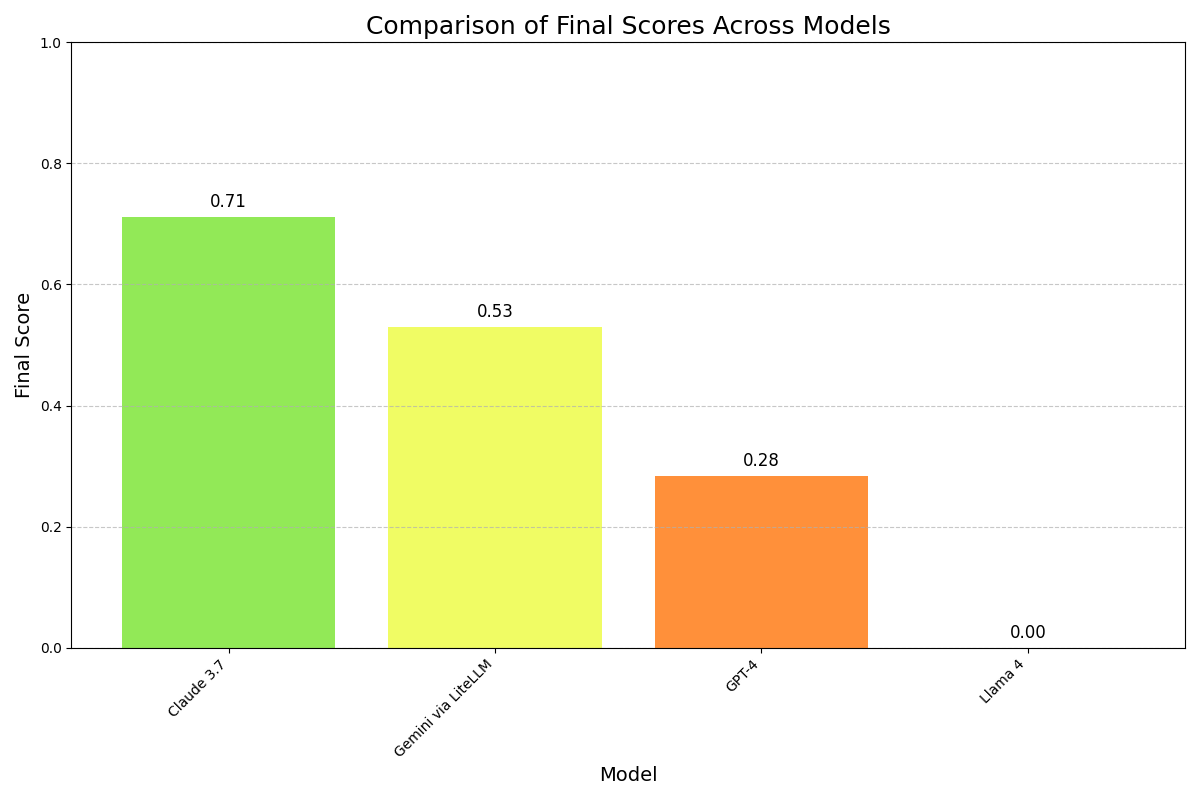 Comparison of Final Scores Across Models
Final Score
1.0
0.8
0.6
0.4
0.2
0.0
0.71
0.53
0.28
0.00
Claude 3.7
Gemini via LiteLLM
GPT-4
Llama 4
Model